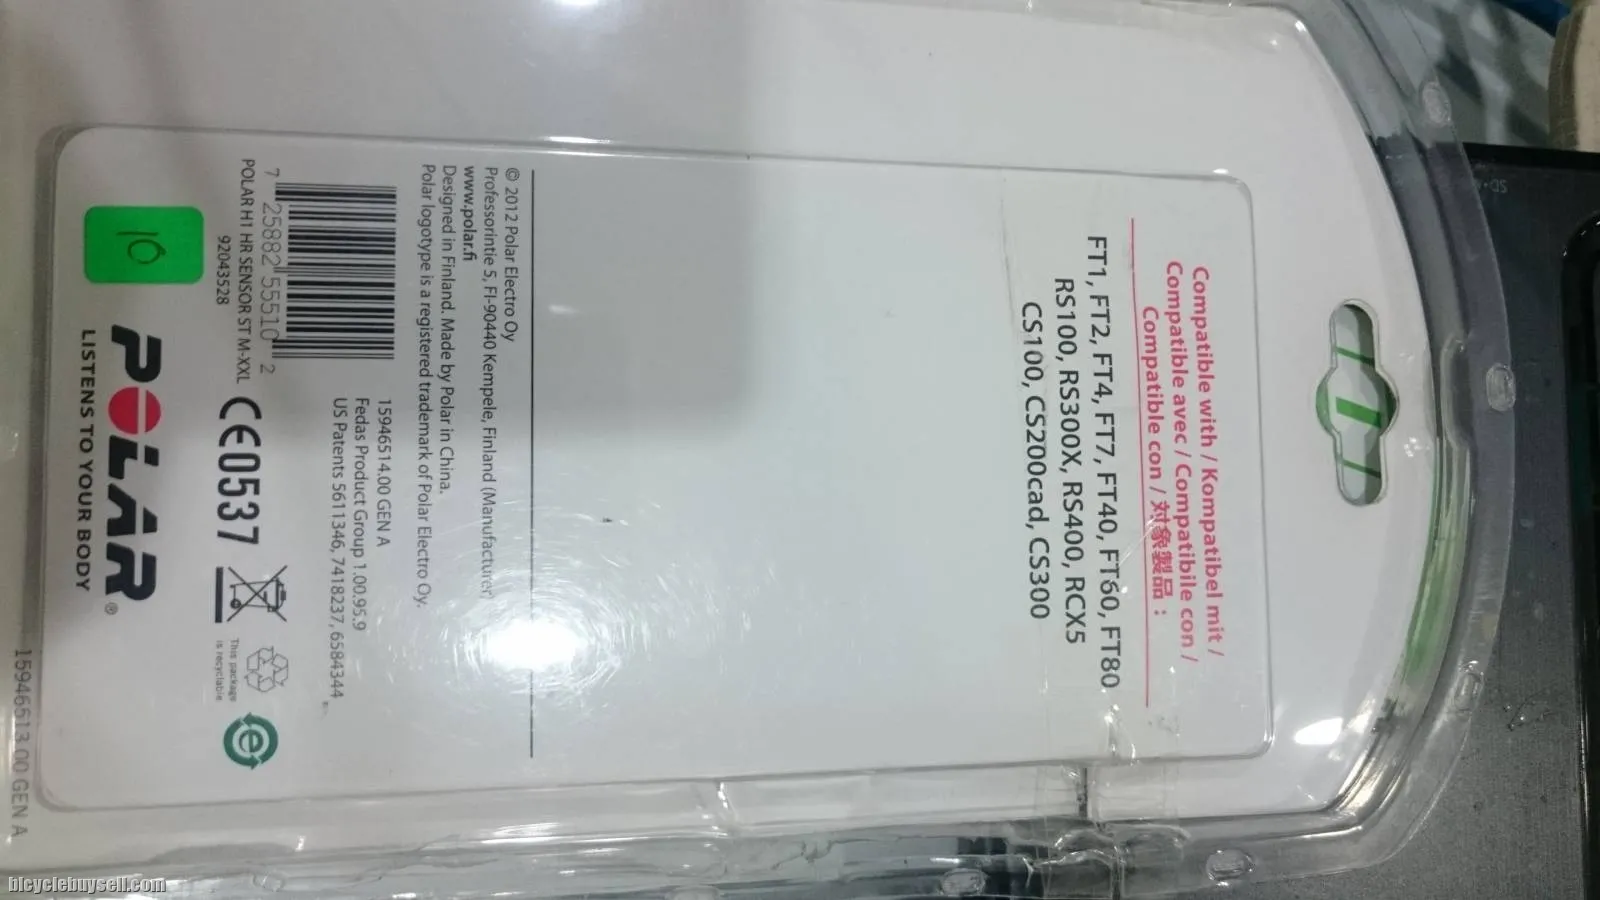 Compatible with / Kompatibel mit /
Compatible avec / Compatibile con /
Compatible con / 対象製品 :
FT1, FT2, FT4, FT7, FT40, FT60, FT80
RS100, RS300X, RS400, RCX5
CS100, CS200cad, CS300
© 2012 Polar Electro Oy
Professorintie 5, FI-90440 Kempele, Finland (Manufacturer)
www.polar.fi
Designed in Finland. Made by Polar in China.
Polar logotype is a registered trademark of Polar Electro Oy.
7 25882 55510 2
POLAR H1 HR SENSOR ST M-XXL
92043528
15946514.00 GEN A
Fedas Product Group 1.00.95.9
US Patents 5611346, 7418237, 6584344
CE0537
This package
is recyclable
e
10
POLAR®
LISTENS TO YOUR BODY
15946513.00 GEN A
bicyclebuysell.com